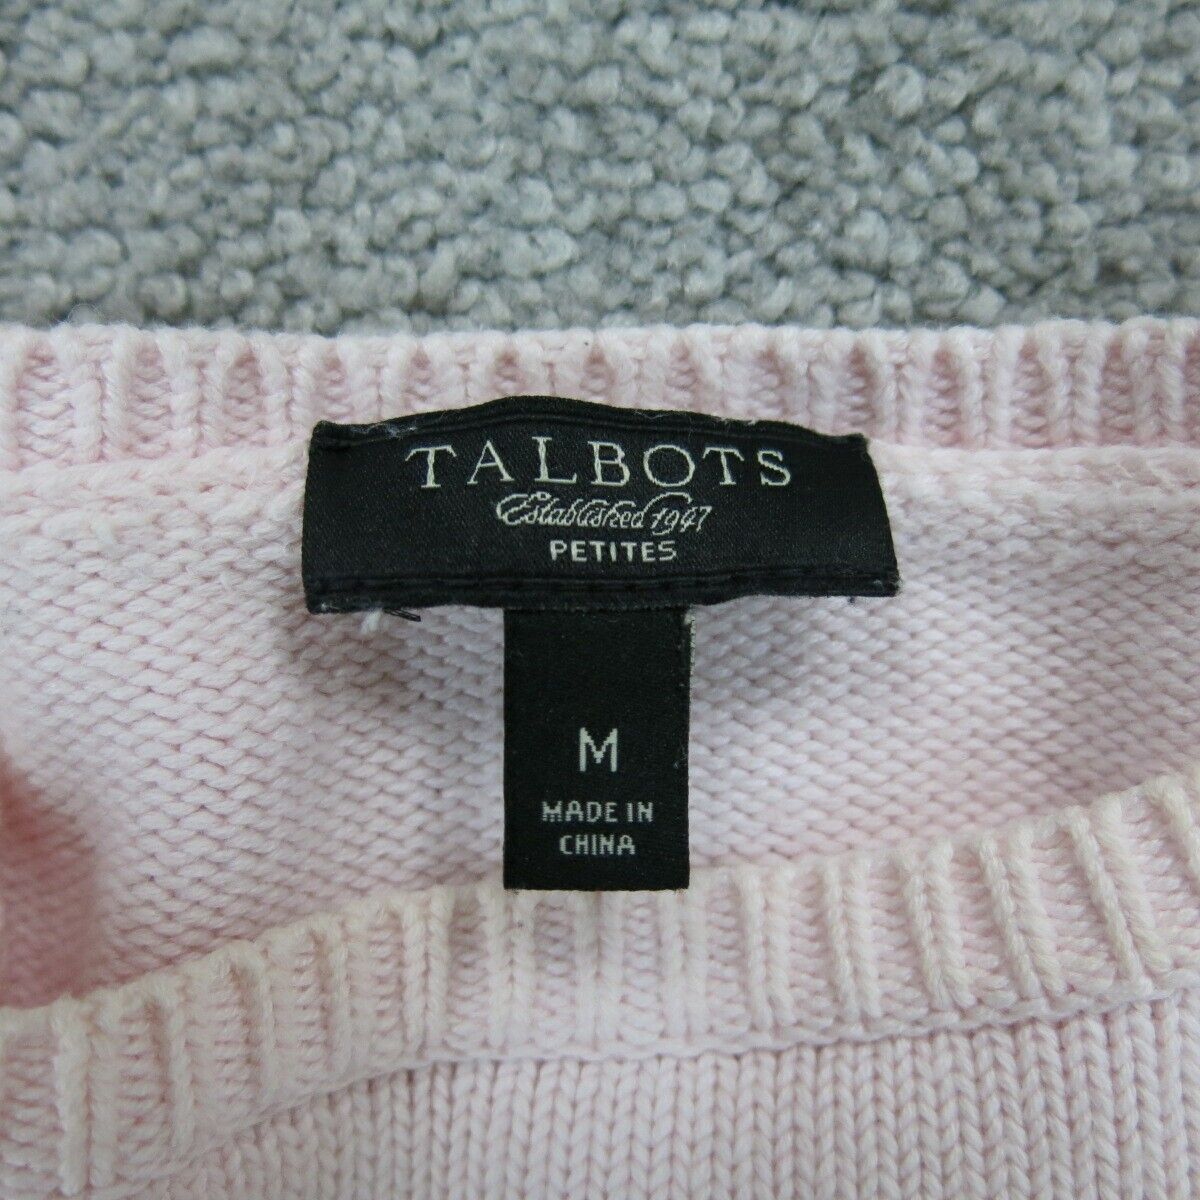 TALBOTS
Established 1947
PETITES
M
MADE IN
CHINA